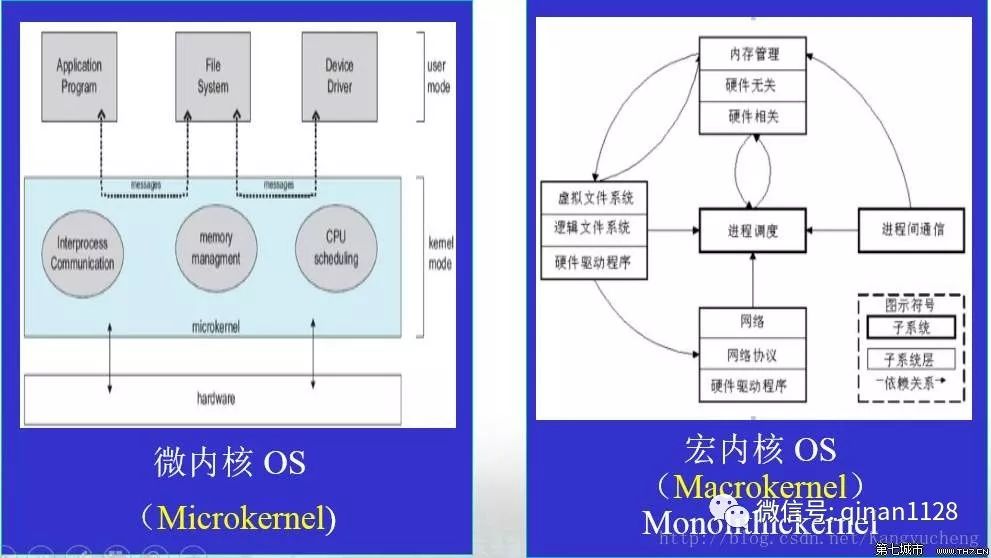 Application
Program
File
System
Device
Driver
user
mode
messages
messages
Interprocess
Communication
memory
managment
CPU
scheduling
kernel
mode
microkernel
hardware
微内核 OS
（Microkernel)
内存管理
硬件无关
硬件相关
虚拟文件系统
逻辑文件系统
硬件驱动程序
进程调度
进程间通信
网络
网络协议
硬件驱动程序
图示符号
子系统
子系统层
依赖关系
宏内核 OS
（Macrokernel）
微信号: qinan1128
http://blog.csdn.net/kangyucheng
第七城市 www.TH7.CN